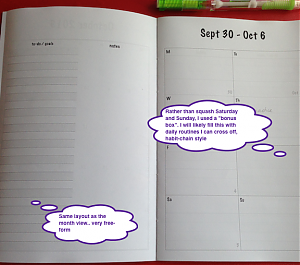 Sept 30 - Oct 6
to do / goals
notes
M
Th
W
Rather than squash Saturday
and Sunday, I used a "bonus
box". I will likely fill this with
daily routines I can cross off,
habit-chain style
T
Sa
Su
Same layout as the
month view.. very free-
form